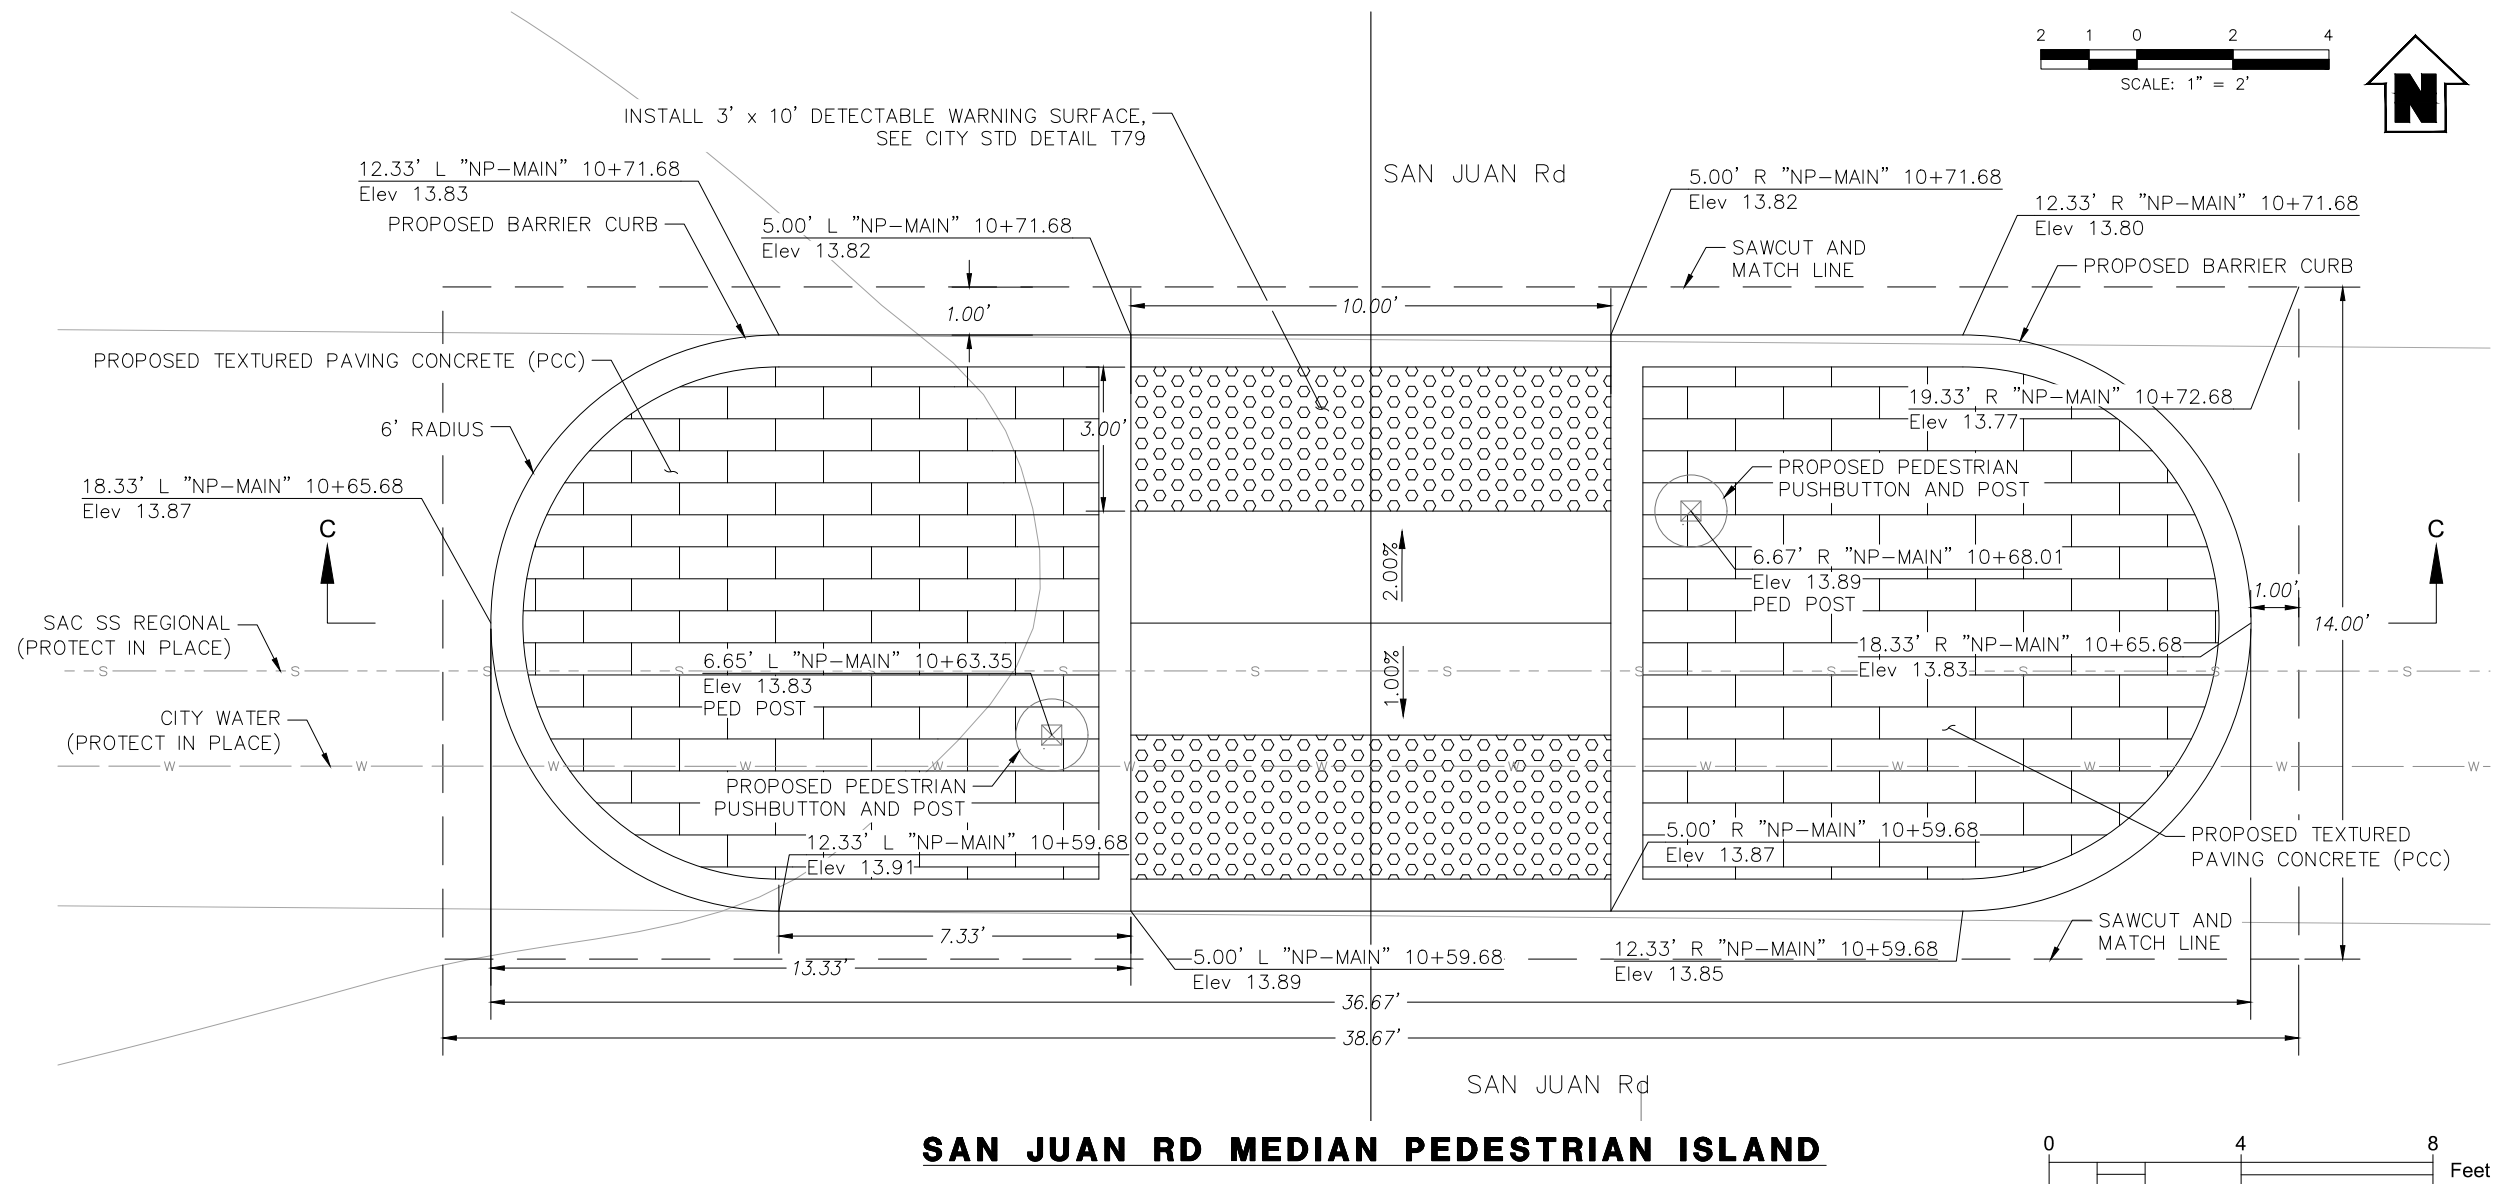 2 1 0 2 4
SCALE: 1" = 2'
N
INSTALL 3' x 10' DETECTABLE WARNING SURFACE,
SEE CITY STD DETAIL T79
12.33' L "NP-MAIN" 10+71.68
Elev 13.83
PROPOSED BARRIER CURB
5.00' L "NP-MAIN" 10+71.68
Elev 13.82
SAN JUAN Rd
5.00' R "NP-MAIN" 10+71.68
Elev 13.82
12.33' R "NP-MAIN" 10+71.68
Elev 13.80
SAWCUT AND
MATCH LINE
PROPOSED BARRIER CURB
1.00'
10.00'
PROPOSED TEXTURED PAVING CONCRETE (PCC)
6' RADIUS
3.00'
19.33' R "NP-MAIN" 10+72.68
Elev 13.77
18.33' L "NP-MAIN" 10+65.68
Elev 13.87
PROPOSED PEDESTRIAN
PUSHBUTTON AND POST
C
C
2.00%
6.67' R "NP-MAIN" 10+68.01
Elev 13.89
PED POST
1.00'
14.00'
SAC SS REGIONAL
(PROTECT IN PLACE)
18.33' R "NP-MAIN" 10+65.68
Elev 13.83
6.65' L "NP-MAIN" 10+63.35
Elev 13.83
PED POST
1.00%
S S S S S S S S S S S S S
CITY WATER
(PROTECT IN PLACE)
W W W W W W W W W W W W W
PROPOSED PEDESTRIAN
PUSHBUTTON AND POST
12.33' L "NP-MAIN" 10+59.68
Elev 13.91
5.00' R "NP-MAIN" 10+59.68
Elev 13.87
PROPOSED TEXTURED
PAVING CONCRETE (PCC)
7.33'
13.33'
5.00' L "NP-MAIN" 10+59.68
Elev 13.89
12.33' R "NP-MAIN" 10+59.68
Elev 13.85
SAWCUT AND
MATCH LINE
36.67'
38.67'
SAN JUAN Rd
SAN JUAN RD MEDIAN PEDESTRIAN ISLAND
0 4 8
Feet